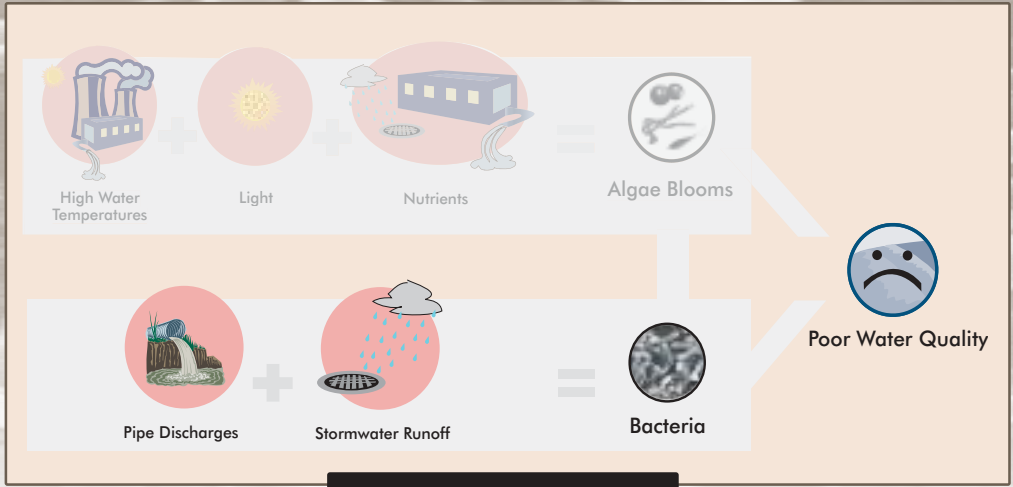 High Water
Temperatures
Light
Nutrients
Algae Blooms
Pipe Discharges
Stormwater Runoff
Bacteria
Poor Water Quality